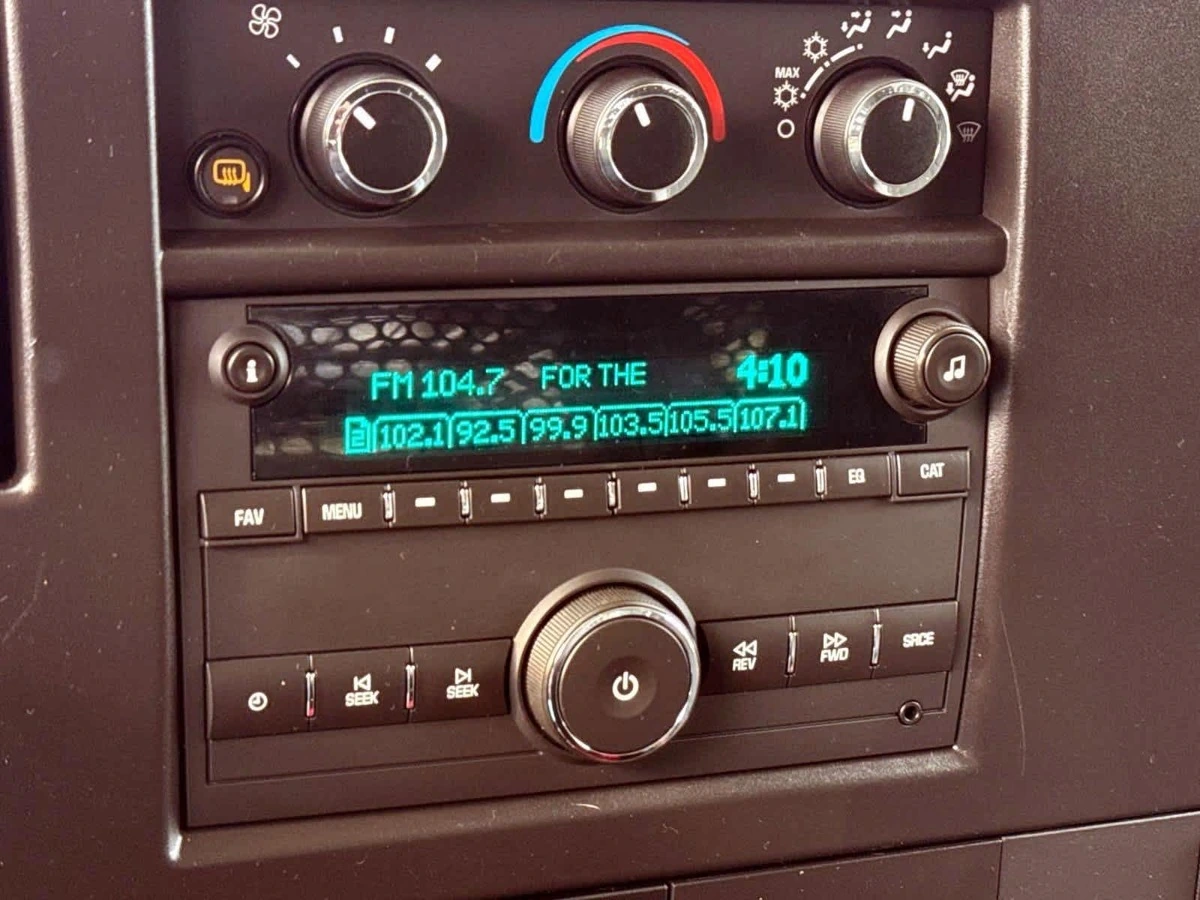 MAX
FM 104.7 FOR THE 4:10
2 102.1 92.5 99.9 103.5 105.5 107.1
FAV MENU EQ CAT
SEEK SEEK REV FWD SRCE